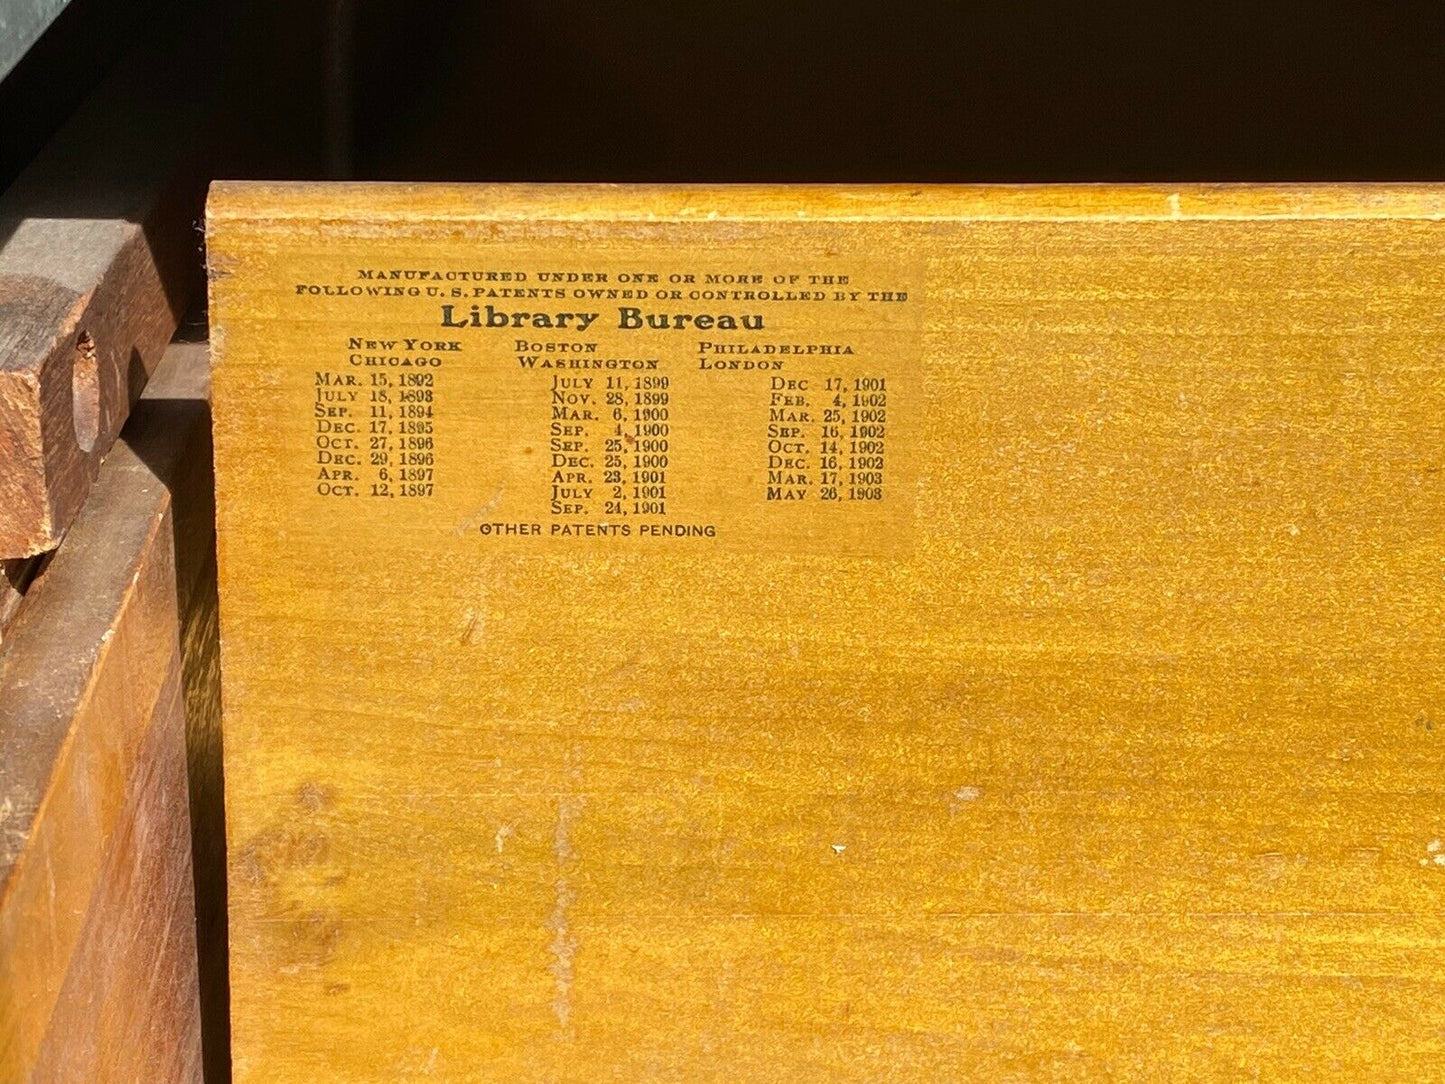 MANUFACTURED UNDER ONE OR MORE OF THE
FOLLOWING U. S. PATENTS OWNED OR CONTROLLED BY THE
Library Bureau
NEW YORK BOSTON PHILADELPHIA
CHICAGO WASHINGTON LONDON
MAR. 15, 1892 JULY 11, 1899 DEC 17, 1901
JULY 18, 1893 NOV. 28, 1899 FEB. 4, 1902
SEP. 11, 1894 MAR. 6, 1900 MAR. 25, 1902
DEC. 17, 1895 SEP. 4, 1900 SEP. 16, 1902
OCT. 27, 1896 SEP. 25, 1900 OCT. 14, 1902
DEC. 29, 1896 DEC. 25, 1900 DEC. 16, 1902
APR. 6, 1897 APR. 23, 1901 MAR. 17, 1903
OCT. 12, 1897 JULY 2, 1901 MAY 26, 1903
SEP. 24, 1901
OTHER PATENTS PENDING